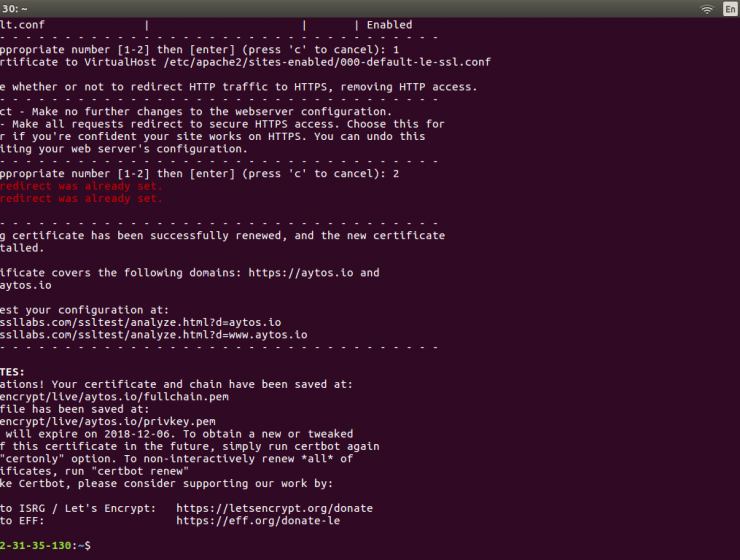 30: ~
En
lt.conf | | | Enabled
- - - - - - - - - - - - - - - - - - - - - - - - - - - - - - - - - -
ppropriate number [1-2] then [enter] (press 'c' to cancel): 1
rtificate to VirtualHost /etc/apache2/sites-enabled/000-default-le-ssl.conf
e whether or not to redirect HTTP traffic to HTTPS, removing HTTP access.
- - - - - - - - - - - - - - - - - - - - - - - - - - - - - - - - - -
ct - Make no further changes to the webserver configuration.
- Make all requests redirect to secure HTTPS access. Choose this for
r if you're confident your site works on HTTPS. You can undo this
iting your web server's configuration.
- - - - - - - - - - - - - - - - - - - - - - - - - - - - - - - - - -
ppropriate number [1-2] then [enter] (press 'c' to cancel): 2
redirect was already set.
redirect was already set.
- - - - - - - - - - - - - - - - - - - - - - - - - - - - - - - - - -
g certificate has been successfully renewed, and the new certificate
talled.
ificate covers the following domains: https://aytos.io and
aytos.io
est your configuration at:
ssllabs.com/ssltest/analyze.html?d=aytos.io
ssllabs.com/ssltest/analyze.html?d=www.aytos.io
- - - - - - - - - - - - - - - - - - - - - - - - - - - - - - - - - -
TES:
ations! Your certificate and chain have been saved at:
encrypt/live/aytos.io/fullchain.pem
file has been saved at:
encrypt/live/aytos.io/privkey.pem
will expire on 2018-12-06. To obtain a new or tweaked
f this certificate in the future, simply run certbot again
"certonly" option. To non-interactively renew *all* of
ificates, run "certbot renew"
ke Certbot, please consider supporting our work by:
to ISRG / Let's Encrypt: https://letsencrypt.org/donate
to EFF: https://eff.org/donate-le
2-31-35-130:~$